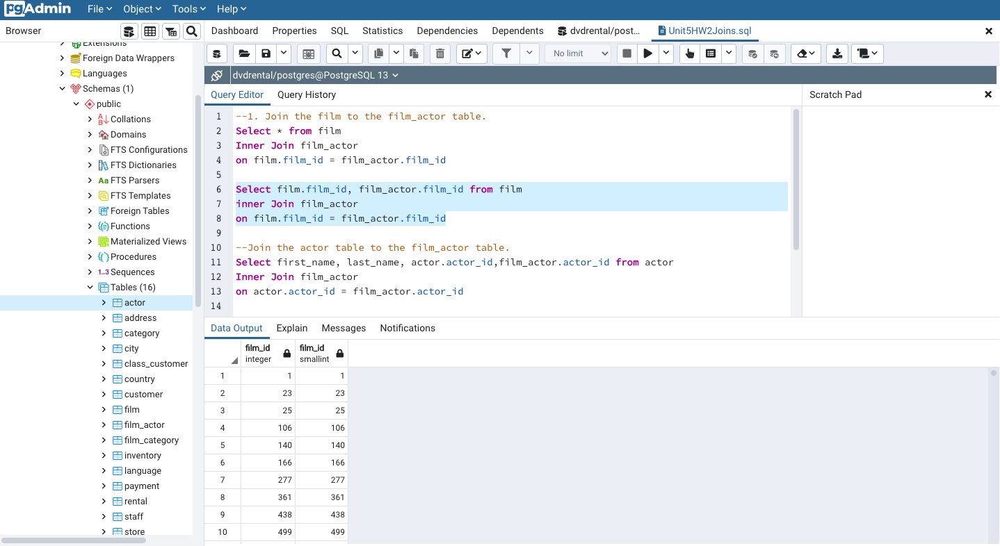 pgAdmin File Object Tools Help
Browser
Dashboard Properties SQL Statistics Dependencies Dependents dvdrental/post... Unit5HW2Joins.sql
Extensions
Foreign Data Wrappers
Languages
Schemas (1)
public
Collations
Domains
FTS Configurations
FTS Dictionaries
Aa FTS Parsers
FTS Templates
Foreign Tables
Functions
Materialized Views
Procedures
1..3 Sequences
Tables (16)
actor
address
category
city
class_customer
country
customer
film
film_actor
film_category
inventory
language
payment
rental
staff
store
No limit
dvdrental/postgres@PostgreSQL 13
Query Editor Query History
Scratch Pad
1 --1. Join the film to the film_actor table.
2 Select * from film
3 Inner Join film_actor
4 on film.film_id = film_actor.film_id
5
6 Select film.film_id, film_actor.film_id from film
7 inner Join film_actor
8 on film.film_id = film_actor.film_id
9
10 --Join the actor table to the film_actor table.
11 Select first_name, last_name, actor.actor_id,film_actor.actor_id from actor
12 Inner Join film_actor
13 on actor.actor_id = film_actor.actor_id
14
Data Output Explain Messages Notifications
film_id film_id
integer smallint
1 1 1
2 23 23
3 25 25
4 106 106
5 140 140
6 166 166
7 277 277
8 361 361
9 438 438
10 499 499